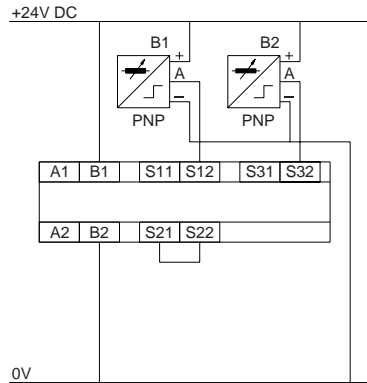 +24V DC
B1 B2
+ +
A A
− −
PNP PNP
A1 B1 S11 S12 S31 S32
A2 B2 S21 S22
0V